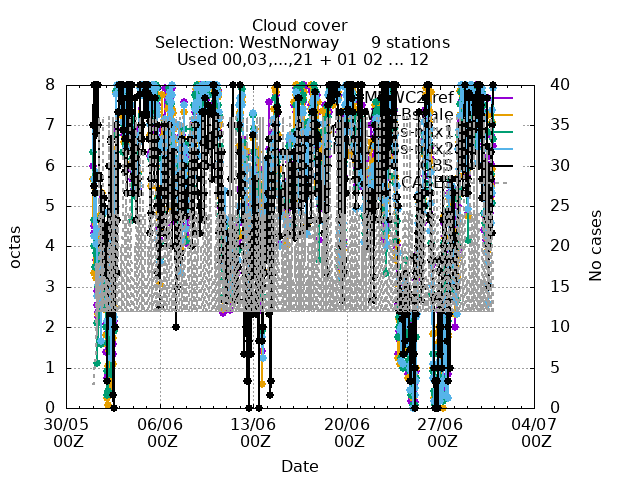 Cloud cover
Selection: WestNorway 9 stations
Used 00,03,...,21 + 01 02 ... 12
8 40
7 35
6 30
5 25
4 20
3 15
2 10
1 5
0 0
octas
No cases
ref
30/05 06/06 13/06 20/06 27/06 04/07
00Z 00Z 00Z 00Z 00Z 00Z
Date